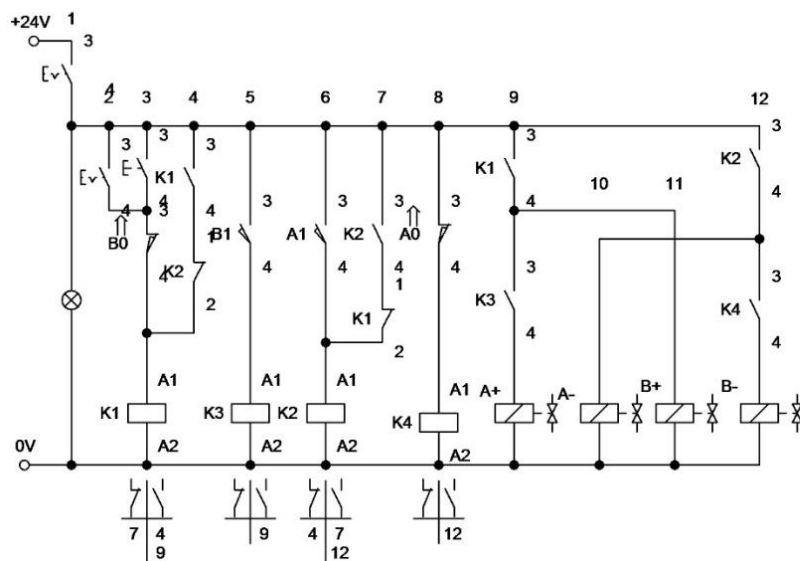 1
+24V 3
4
2 3 4 5 6 7 8 9 12
3 3 3 3 3
K1 K1 K2
4 4 4 10 11 4
4 3 4 3 3 3 3
B0 1 B1 A1 K2 A0
4 K2 4 4 4 4 3 3
1
2 K1 K3 K4
2 4 4
A1 A1 A1 A1 A+ A- B+ B-
K1 K3 K2 K4
0V A2 A2 A2 A2
7 4 9 4 7 12
9 12